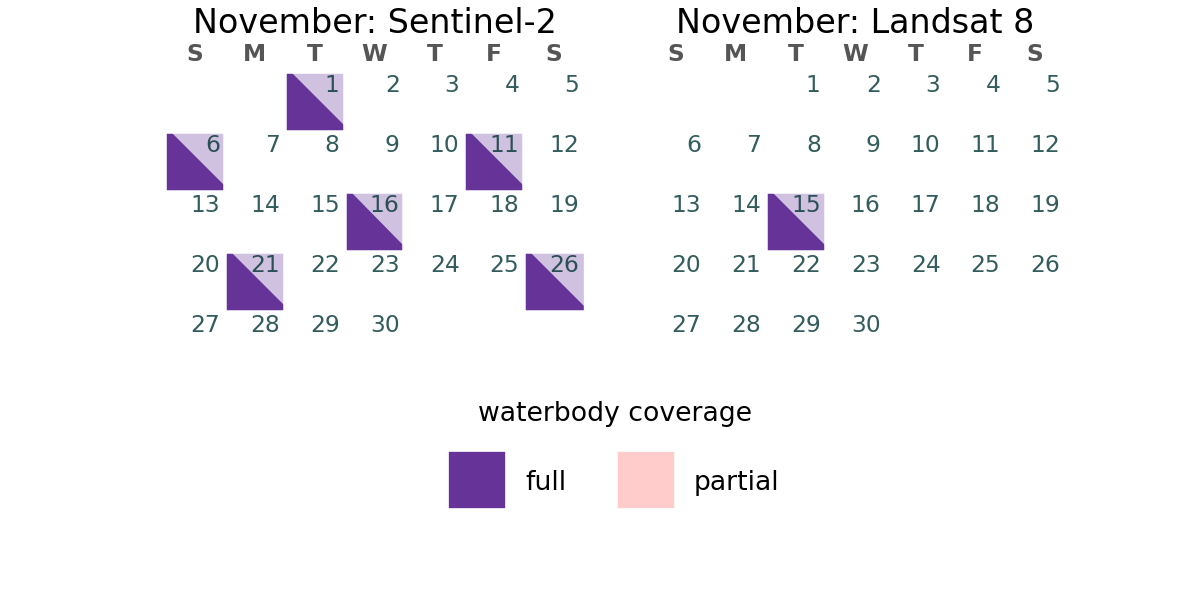 November: Sentinel-2
S M T W T F S
1 2 3 4 5
6 7 8 9 10 11 12
13 14 15 16 17 18 19
20 21 22 23 24 25 26
27 28 29 30
November: Landsat 8
S M T W T F S
1 2 3 4 5
6 7 8 9 10 11 12
13 14 15 16 17 18 19
20 21 22 23 24 25 26
27 28 29 30
waterbody coverage
full
partial